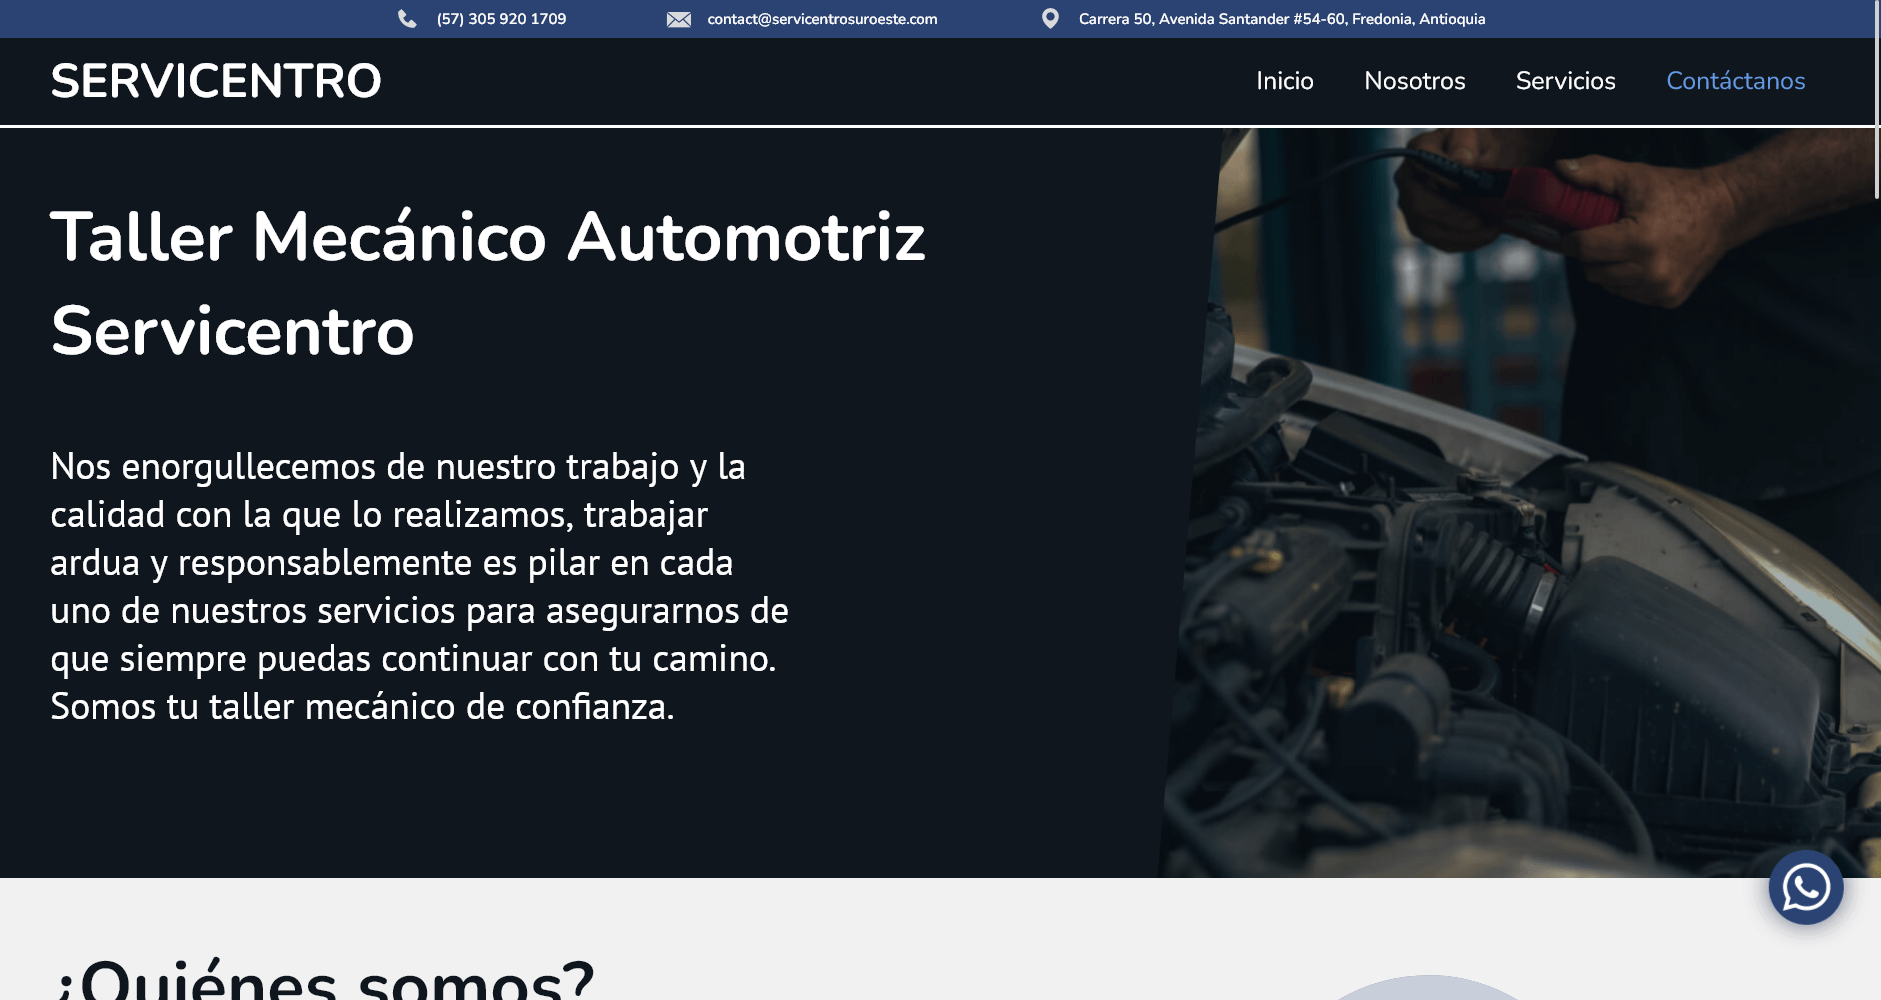 (57) 305 920 1709
contact@servicentrosuroeste.com
Carrera 50, Avenida Santander #54-60, Fredonia, Antioquia
SERVICENTRO
Inicio
Nosotros
Servicios
Contáctanos
Taller Mecánico Automotriz
Servicentro
Nos enorgullecemos de nuestro trabajo y la
calidad con la que lo realizamos, trabajar
ardua y responsablemente es pilar en cada
uno de nuestros servicios para asegurarnos de
que siempre puedas continuar con tu camino.
Somos tu taller mecánico de confianza.
¿Quiénes somos?